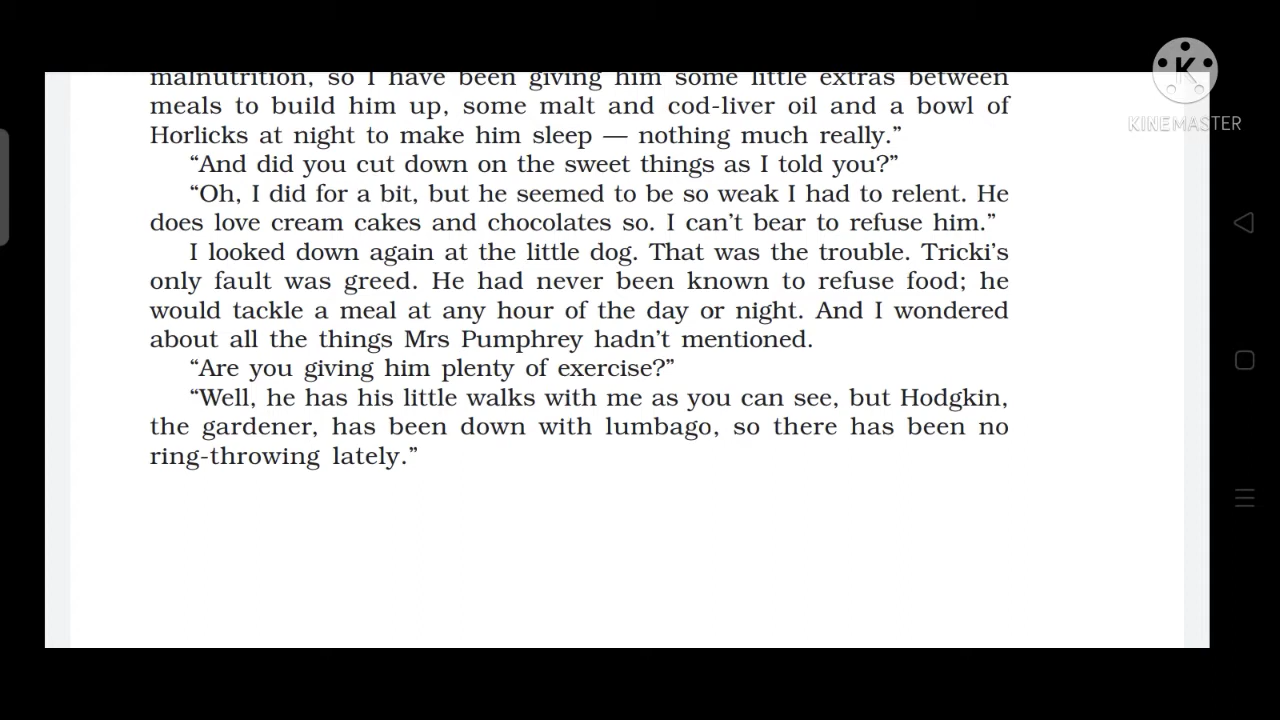 malnutrition, so I have been giving him some little extras between
meals to build him up, some malt and cod-liver oil and a bowl of
Horlicks at night to make him sleep — nothing much really.”
“And did you cut down on the sweet things as I told you?”
“Oh, I did for a bit, but he seemed to be so weak I had to relent. He
does love cream cakes and chocolates so. I can’t bear to refuse him.”
I looked down again at the little dog. That was the trouble. Tricki’s
only fault was greed. He had never been known to refuse food; he
would tackle a meal at any hour of the day or night. And I wondered
about all the things Mrs Pumphrey hadn’t mentioned.
“Are you giving him plenty of exercise?”
“Well, he has his little walks with me as you can see, but Hodgkin,
the gardener, has been down with lumbago, so there has been no
ring-throwing lately.”
K
KINEMASTER